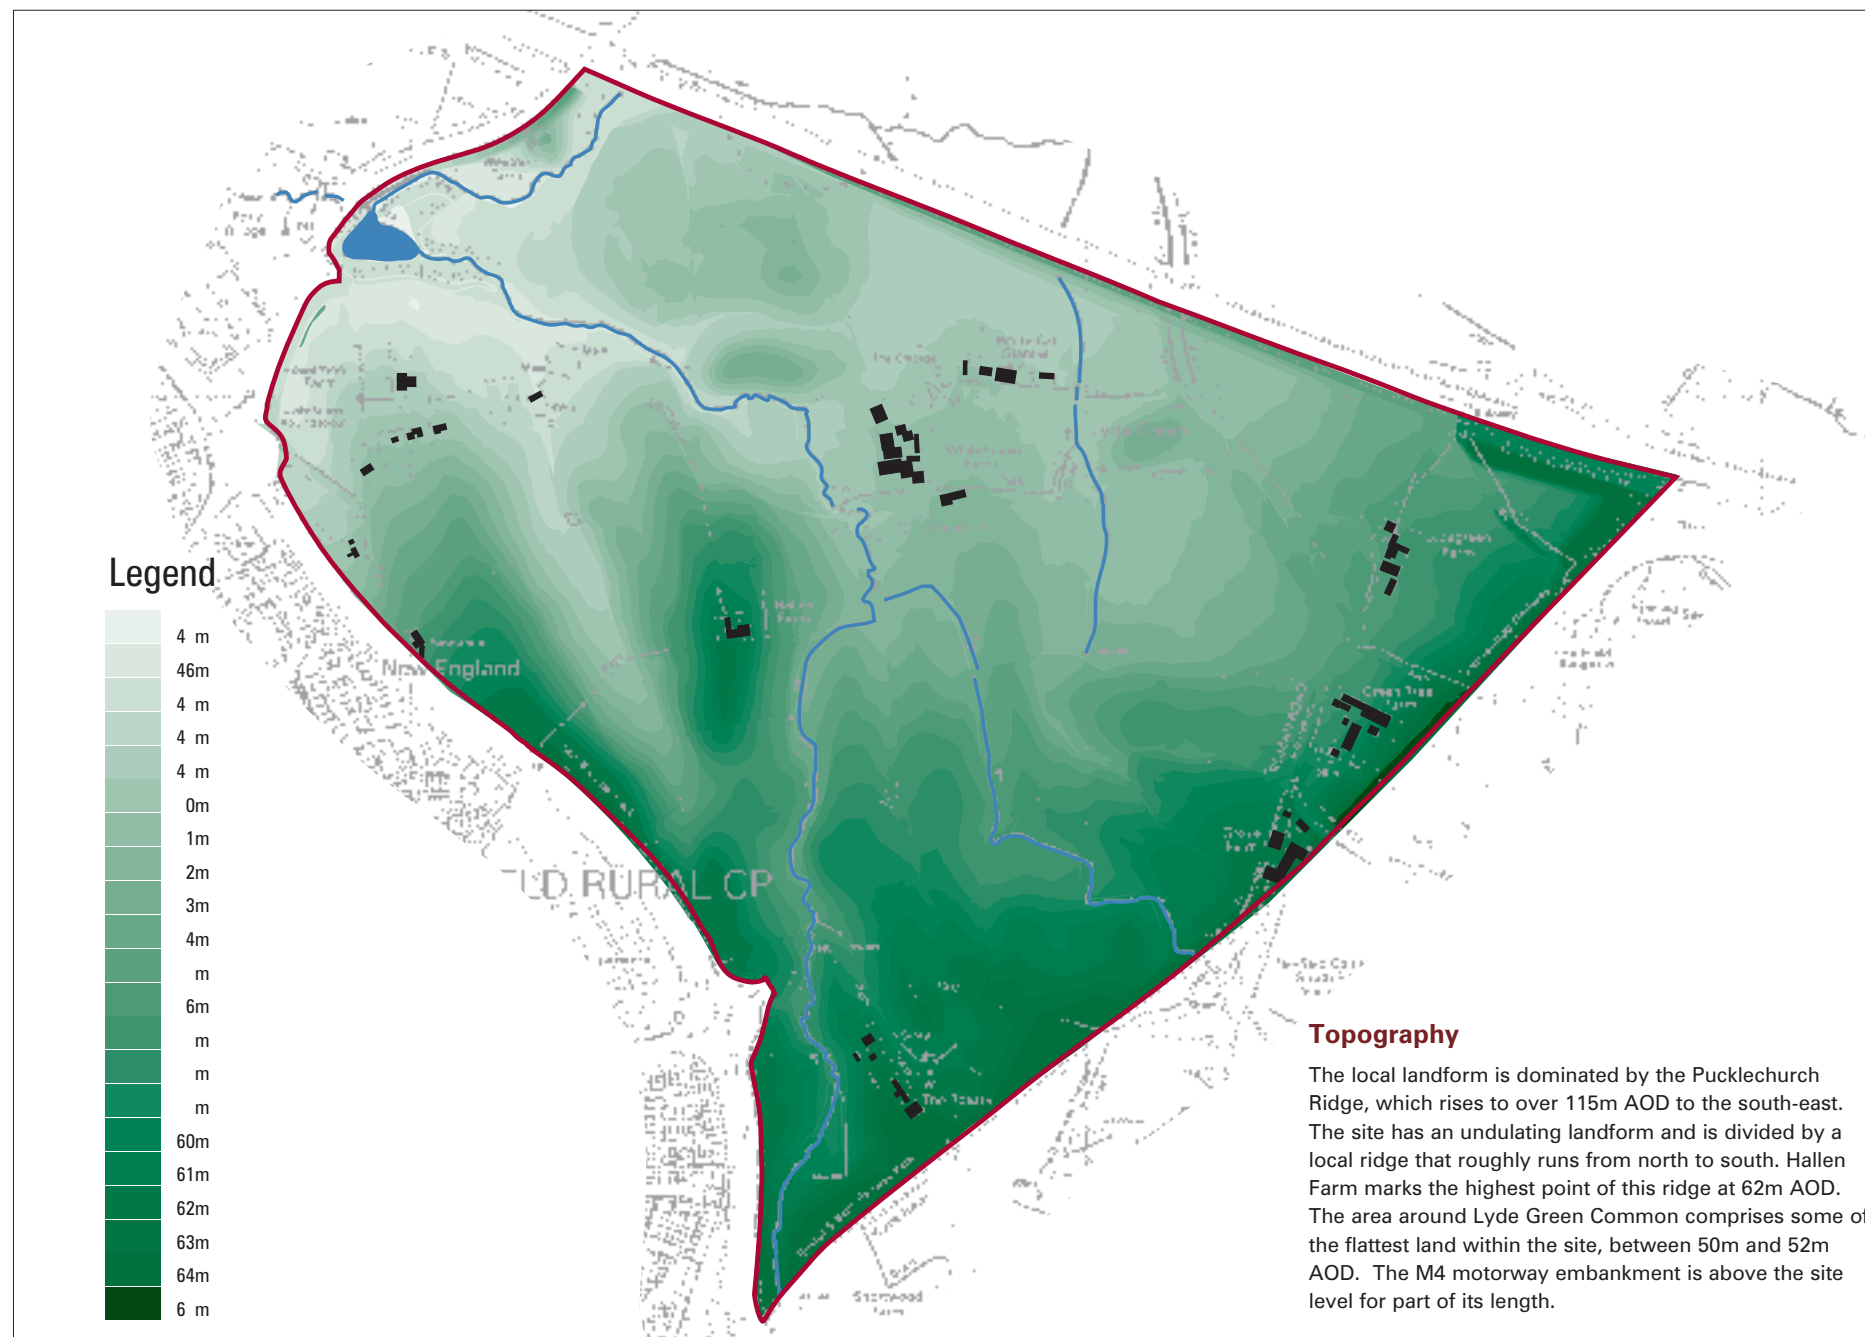 New England
RURAL CP
Legend
4 m
46m
4 m
4 m
4 m
0m
1m
2m
3m
4m
m
6m
m
m
m
60m
61m
62m
63m
64m
6 m
Topography
The local landform is dominated by the Pucklechurch
Ridge, which rises to over 115m AOD to the south-east.
The site has an undulating landform and is divided by a
local ridge that roughly runs from north to south. Hallen
Farm marks the highest point of this ridge at 62m AOD.
The area around Lyde Green Common comprises some of
the flattest land within the site, between 50m and 52m
AOD. The M4 motorway embankment is above the site
level for part of its length.